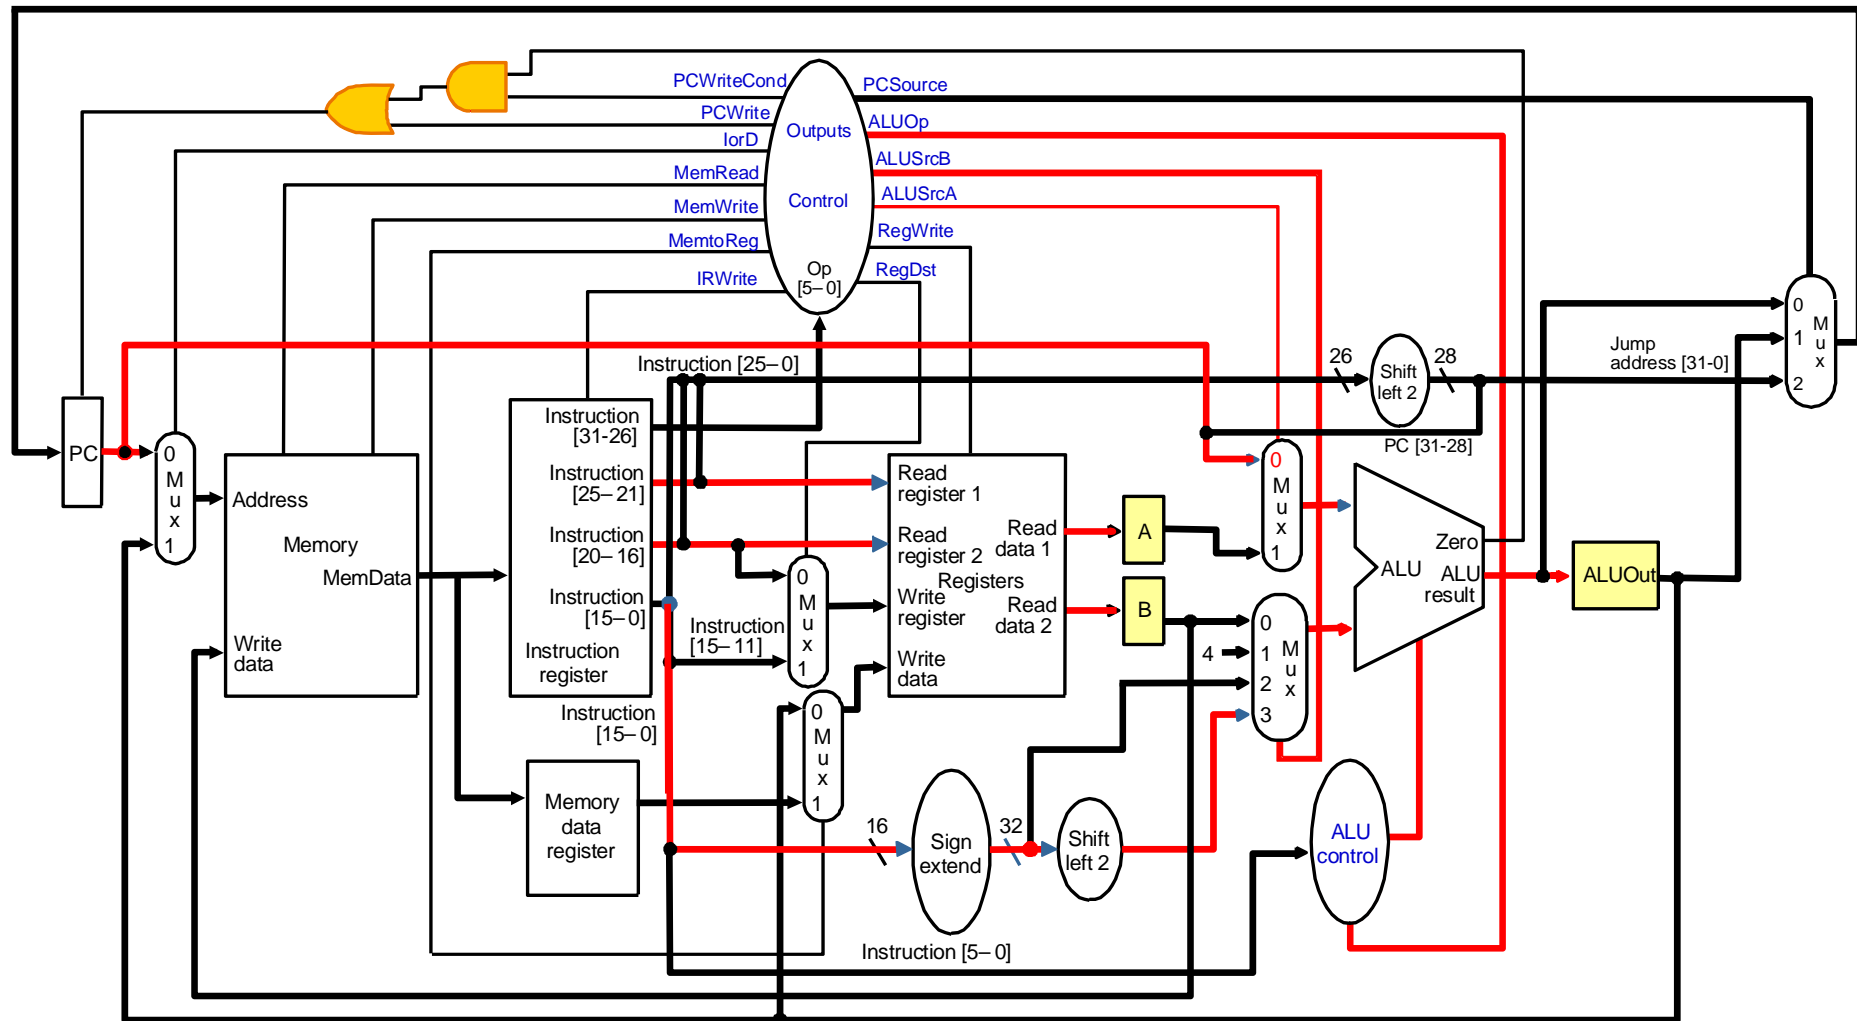 PCWriteCond
PCSource
PCWrite
ALUOp
Outputs
IorD
ALUSrcB
MemRead
ALUSrcA
Control
MemWrite
RegWrite
MemtoReg
RegDst
IRWrite
Op
[5–0]
Instruction [25–0]
26
Shift
left 2
28
Jump
address [31-0]
0
1
2
M
u
x
PC [31-28]
PC
0
M
u
x
1
Address
Memory
MemData
Write
data
Instruction
[31-26]
Instruction
[25–21]
Instruction
[20–16]
Instruction
[15–0]
Instruction
register
Instruction
[15–11]
Instruction
[15–0]
0
M
u
x
1
0
M
u
x
1
Memory
data
register
Read
register 1
Read
register 2
Registers
Write
register
Write
data
Read
data 1
Read
data 2
A
B
0
M
u
x
1
4
0
1
2
3
M
u
x
Zero
ALU
ALU
result
ALUOut
16
Sign
extend
32
Shift
left 2
ALU
control
Instruction [5–0]